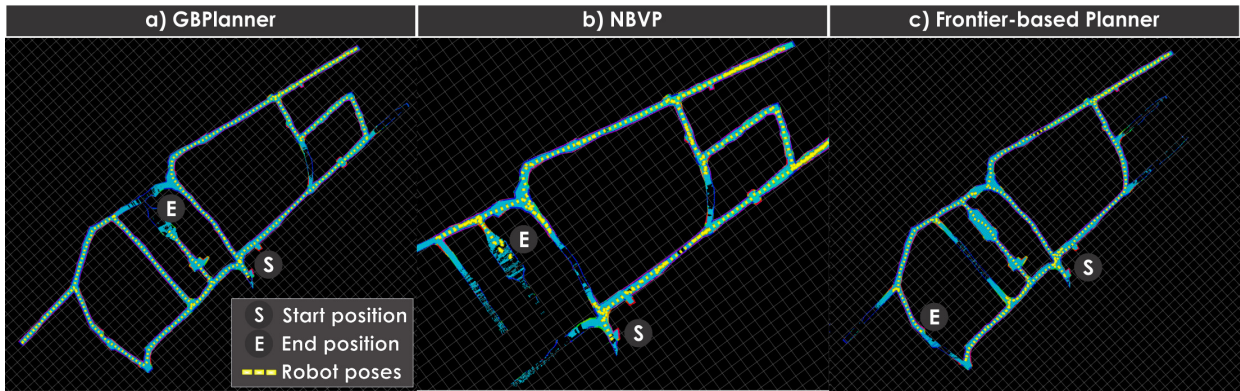 a) GBPlanner
b) NBVP
c) Frontier-based Planner
E
S
S Start position
E End position
Robot poses
E
S
S
E